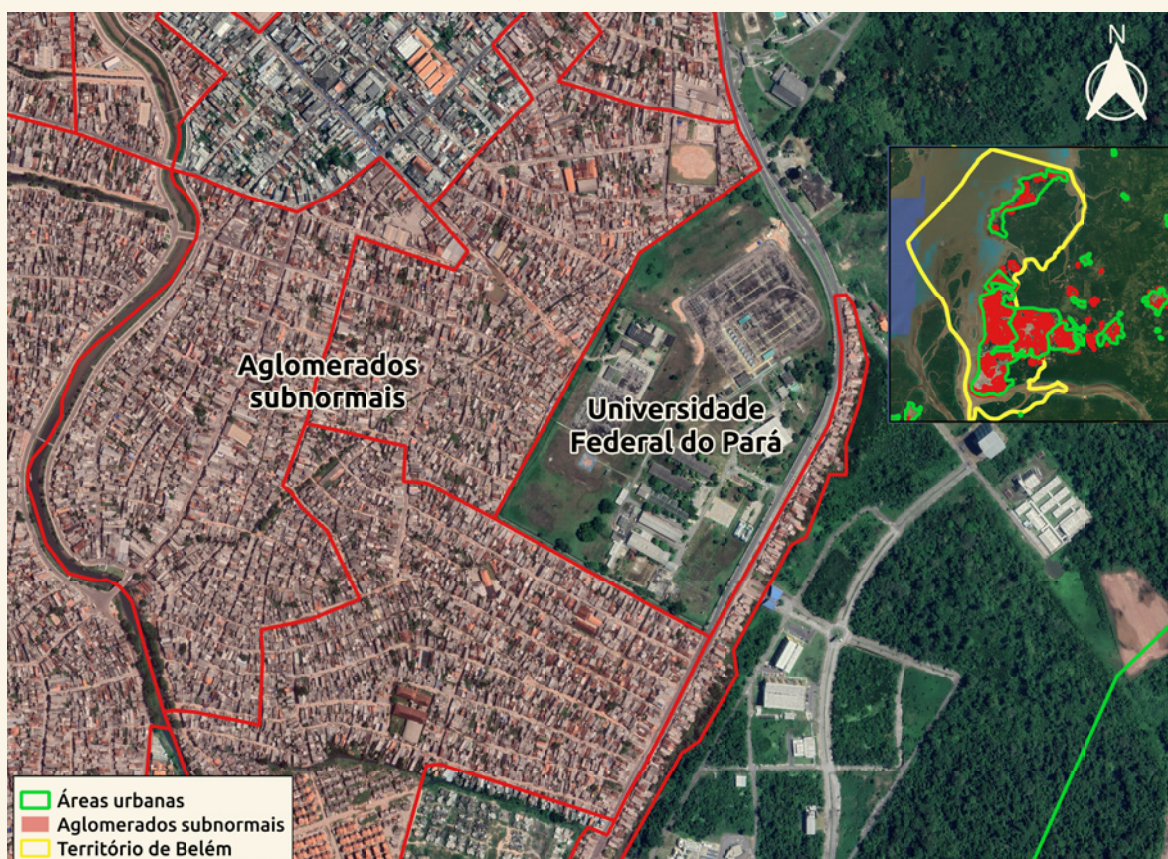 N
Aglomerados
subnormais
Universidade
Federal do Pará
Áreas urbanas
Aglomerados subnormais
Território de Belém